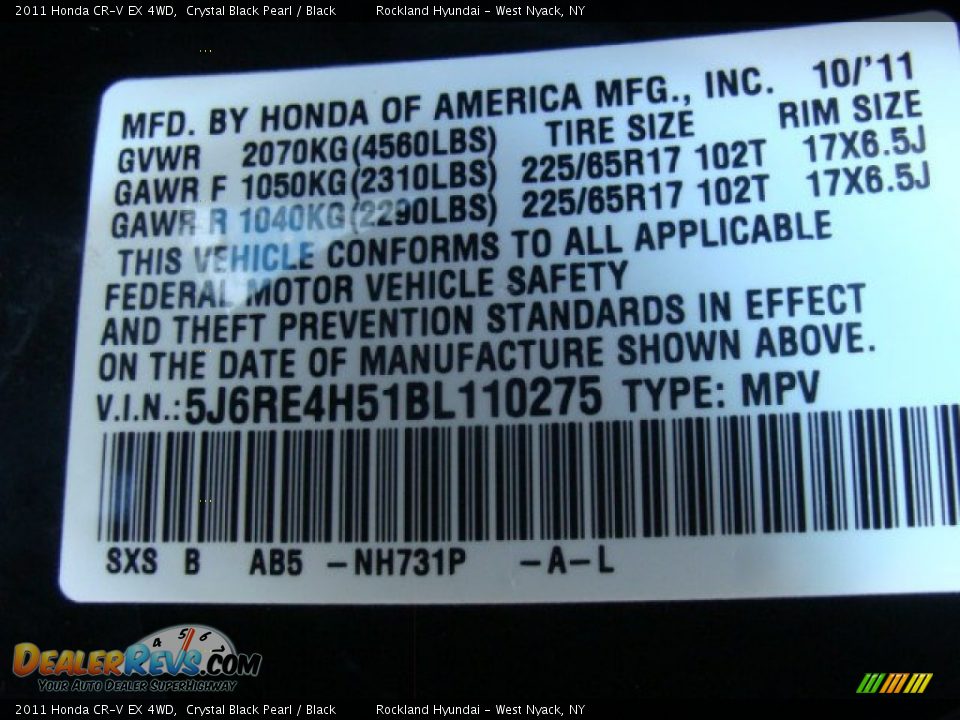 2011 Honda CR-V EX 4WD, Crystal Black Pearl / Black Rockland Hyundai - West Nyack, NY
MFD. BY HONDA OF AMERICA MFG., INC. 10/'11
GVWR 2070KG(4560LBS) TIRE SIZE RIM SIZE
GAWR F 1050KG(2310LBS) 225/65R17 102T 17X6.5J
GAWR R 1040KG(2290LBS) 225/65R17 102T 17X6.5J
THIS VEHICLE CONFORMS TO ALL APPLICABLE
FEDERAL MOTOR VEHICLE SAFETY
AND THEFT PREVENTION STANDARDS IN EFFECT
ON THE DATE OF MANUFACTURE SHOWN ABOVE.
V.I.N.:5J6RE4H51BL110275 TYPE: MPV
SXS B AB5 -NH731P -A-L
4 5 6 7
DEALERREVS.COM
YOUR AUTO DEALER SUPERHIGHWAY
2011 Honda CR-V EX 4WD, Crystal Black Pearl / Black Rockland Hyundai - West Nyack, NY